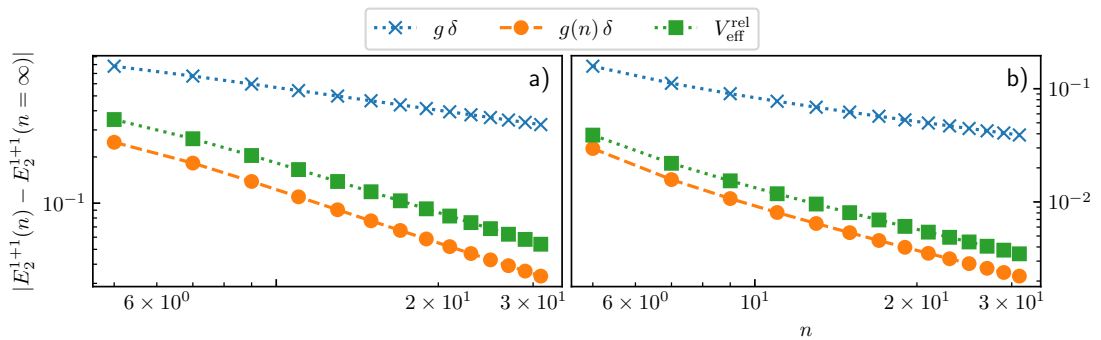 g δ g(n) δ V_eff^rel
|E_2^{1+1}(n) − E_2^{1+1}(n = ∞)|
10^{−1}
a)
6 × 10^0 2 × 10^1 3 × 10^1
b)
10^{−1}
10^{−2}
6 × 10^0 10^1 2 × 10^1 3 × 10^1
n